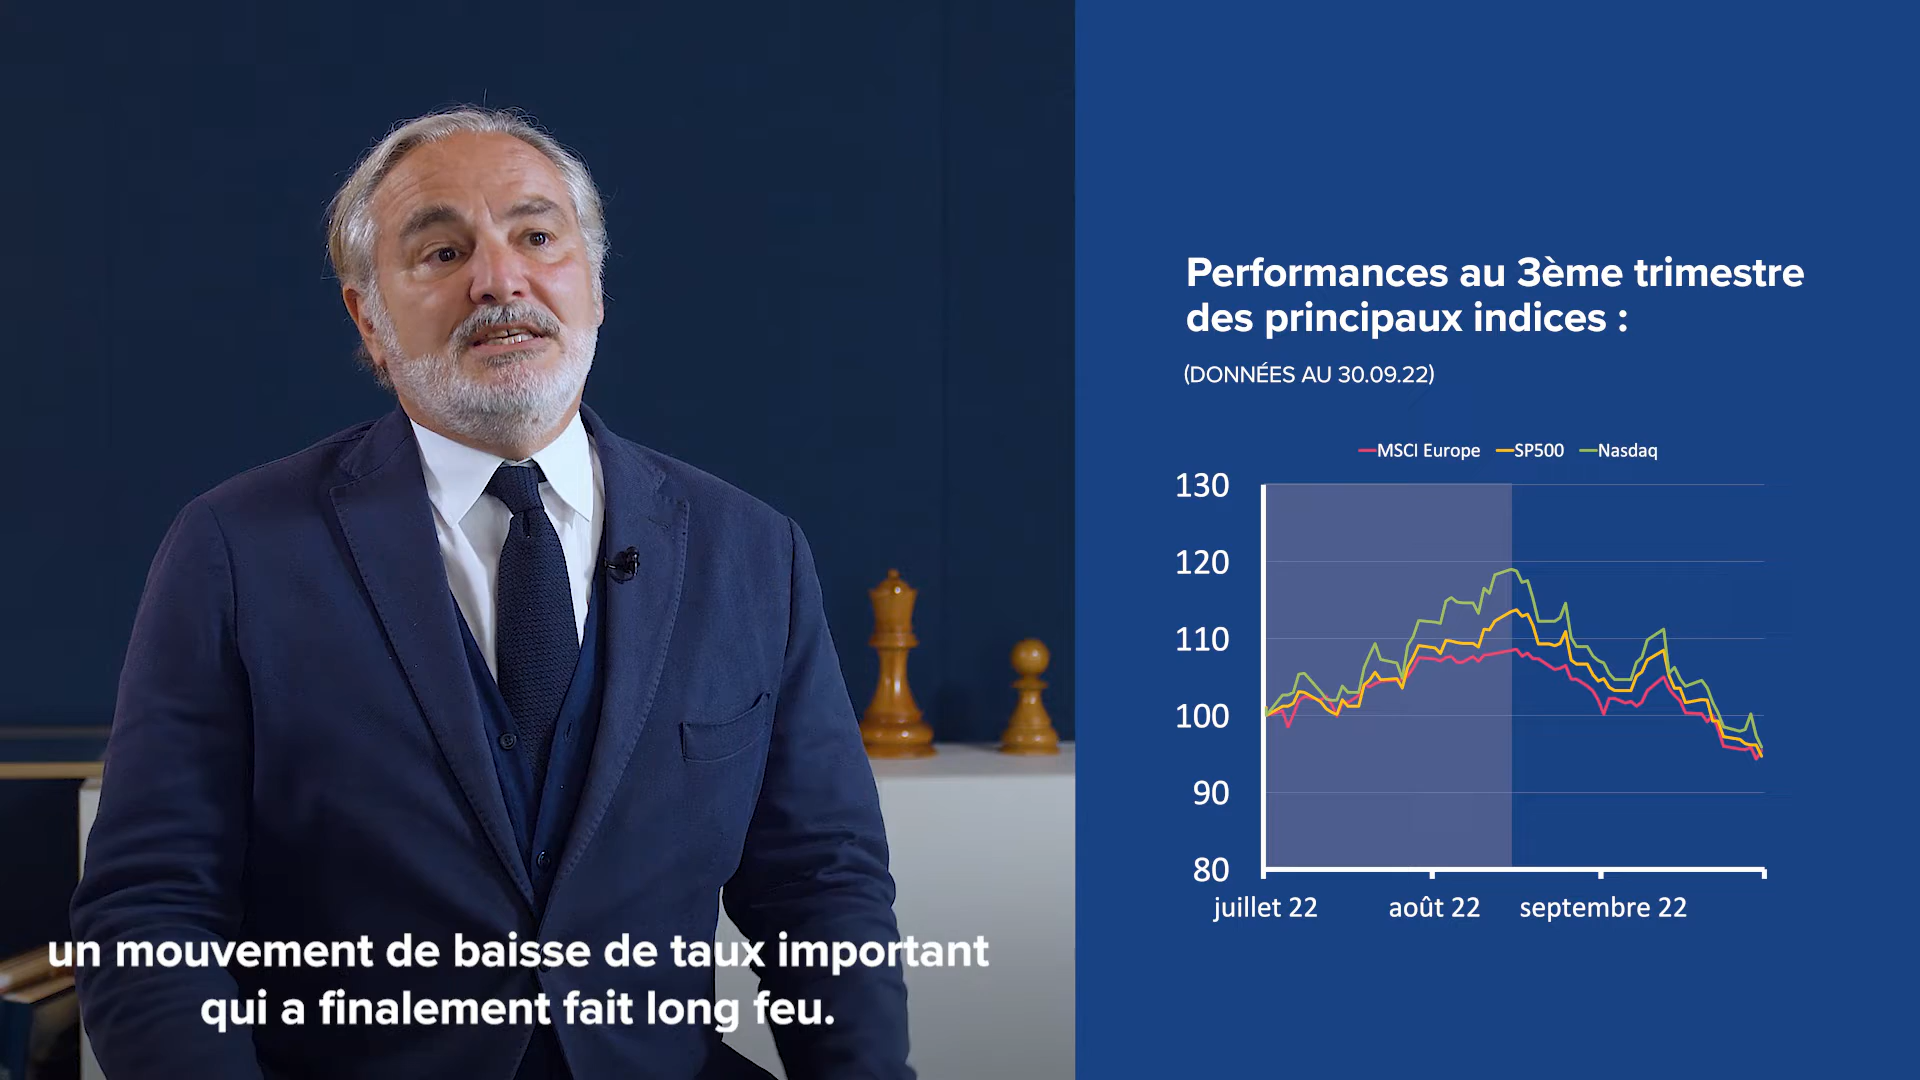 Performances au 3ème trimestre
des principaux indices :
(DONNÉES AU 30.09.22)
MSCI Europe SP500 Nasdaq
130
120
110
100
90
80
juillet 22 août 22 septembre 22
un mouvement de baisse de taux important
qui a finalement fait long feu.